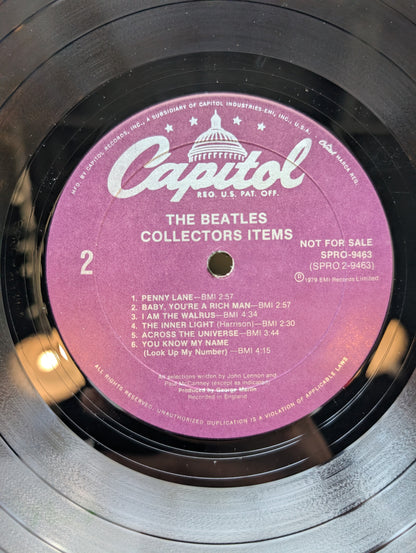 MFD. BY CAPITOL RECORDS, INC., A SUBSIDIARY OF CAPITOL INDUSTRIES-EMI, INC., U.S.A.
Capitol MARCA REG.
Capitol
REG. U.S. PAT. OFF.
THE BEATLES
COLLECTORS ITEMS
2
NOT FOR SALE
SPRO-9463
(SPRO 2-9463)
Ⓟ 1979 EMI Records Limited
1. PENNY LANE—BMI 2:57
2. BABY, YOU'RE A RICH MAN—BMI 2:57
3. I AM THE WALRUS—BMI 4:34
4. THE INNER LIGHT (Harrison)—BMI 2:30
5. ACROSS THE UNIVERSE—BMI 3:44
6. YOU KNOW MY NAME
(Look Up My Number)—BMI 4:15
All selections written by John Lennon and
Paul McCartney (except as indicated)
Produced by George Martin
Recorded in England
ALL RIGHTS RESERVED. UNAUTHORIZED DUPLICATION IS A VIOLATION OF APPLICABLE LAWS